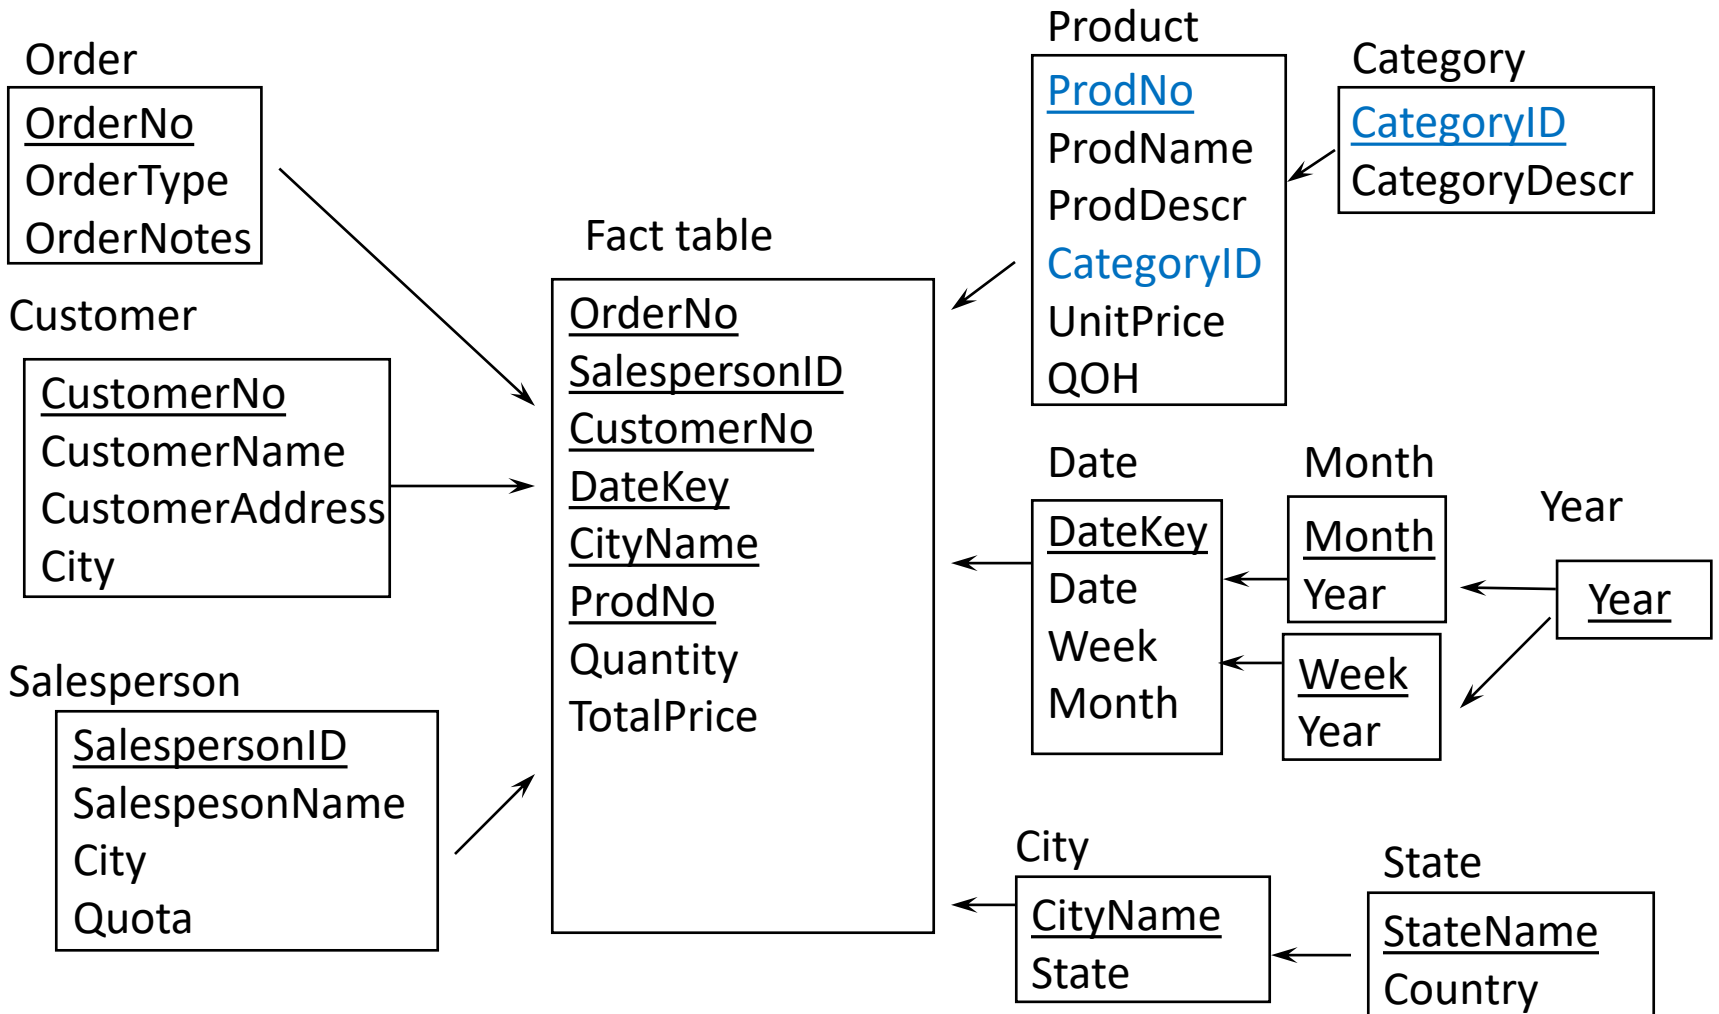 Order
OrderNo
OrderType
OrderNotes
Customer
CustomerNo
CustomerName
CustomerAddress
City
Salesperson
SalespersonID
SalespesonName
City
Quota
Fact table
OrderNo
SalespersonID
CustomerNo
DateKey
CityName
ProdNo
Quantity
TotalPrice
Product
ProdNo
ProdName
ProdDescr
CategoryID
UnitPrice
QOH
Category
CategoryID
CategoryDescr
Date
DateKey
Date
Week
Month
Month
Month
Year
Week
Year
Year
Year
City
CityName
State
State
StateName
Country